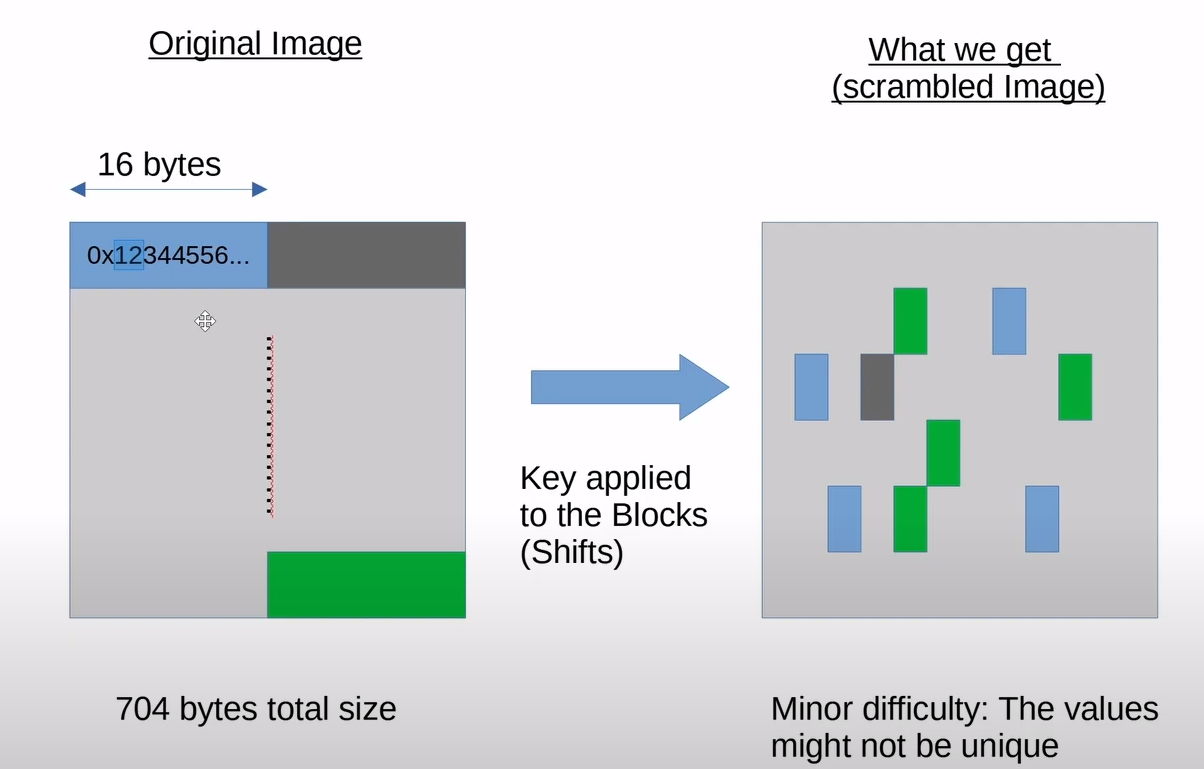 Original Image
What we get
(scrambled Image)
16 bytes
0x12344556...
Key applied
to the Blocks
(Shifts)
704 bytes total size
Minor difficulty: The values
might not be unique